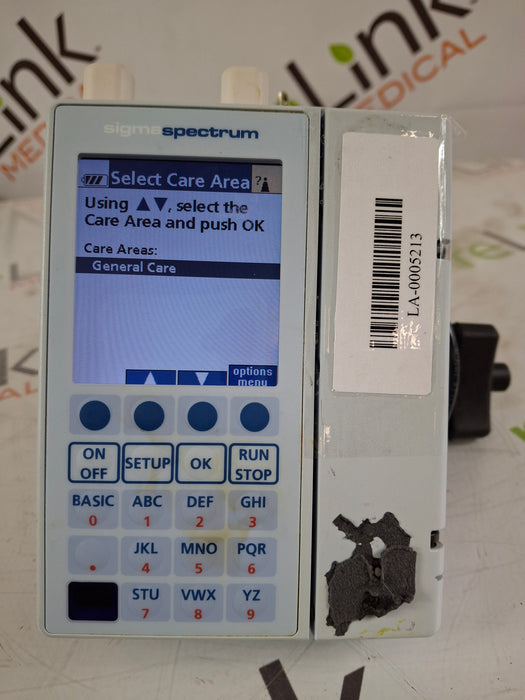 Link
MEDICAL
sigmaspectrum
Select Care Area ?
Using ▲▼, select the
Care Area and push OK
Care Areas:
General Care
▲ ▼ options
menu
LA-0005213
ON
OFF
SETUP
OK
RUN
STOP
BASIC
0
ABC
1
DEF
2
GHI
3
.
JKL
4
MNO
5
PQR
6
STU
7
VWX
8
YZ
9